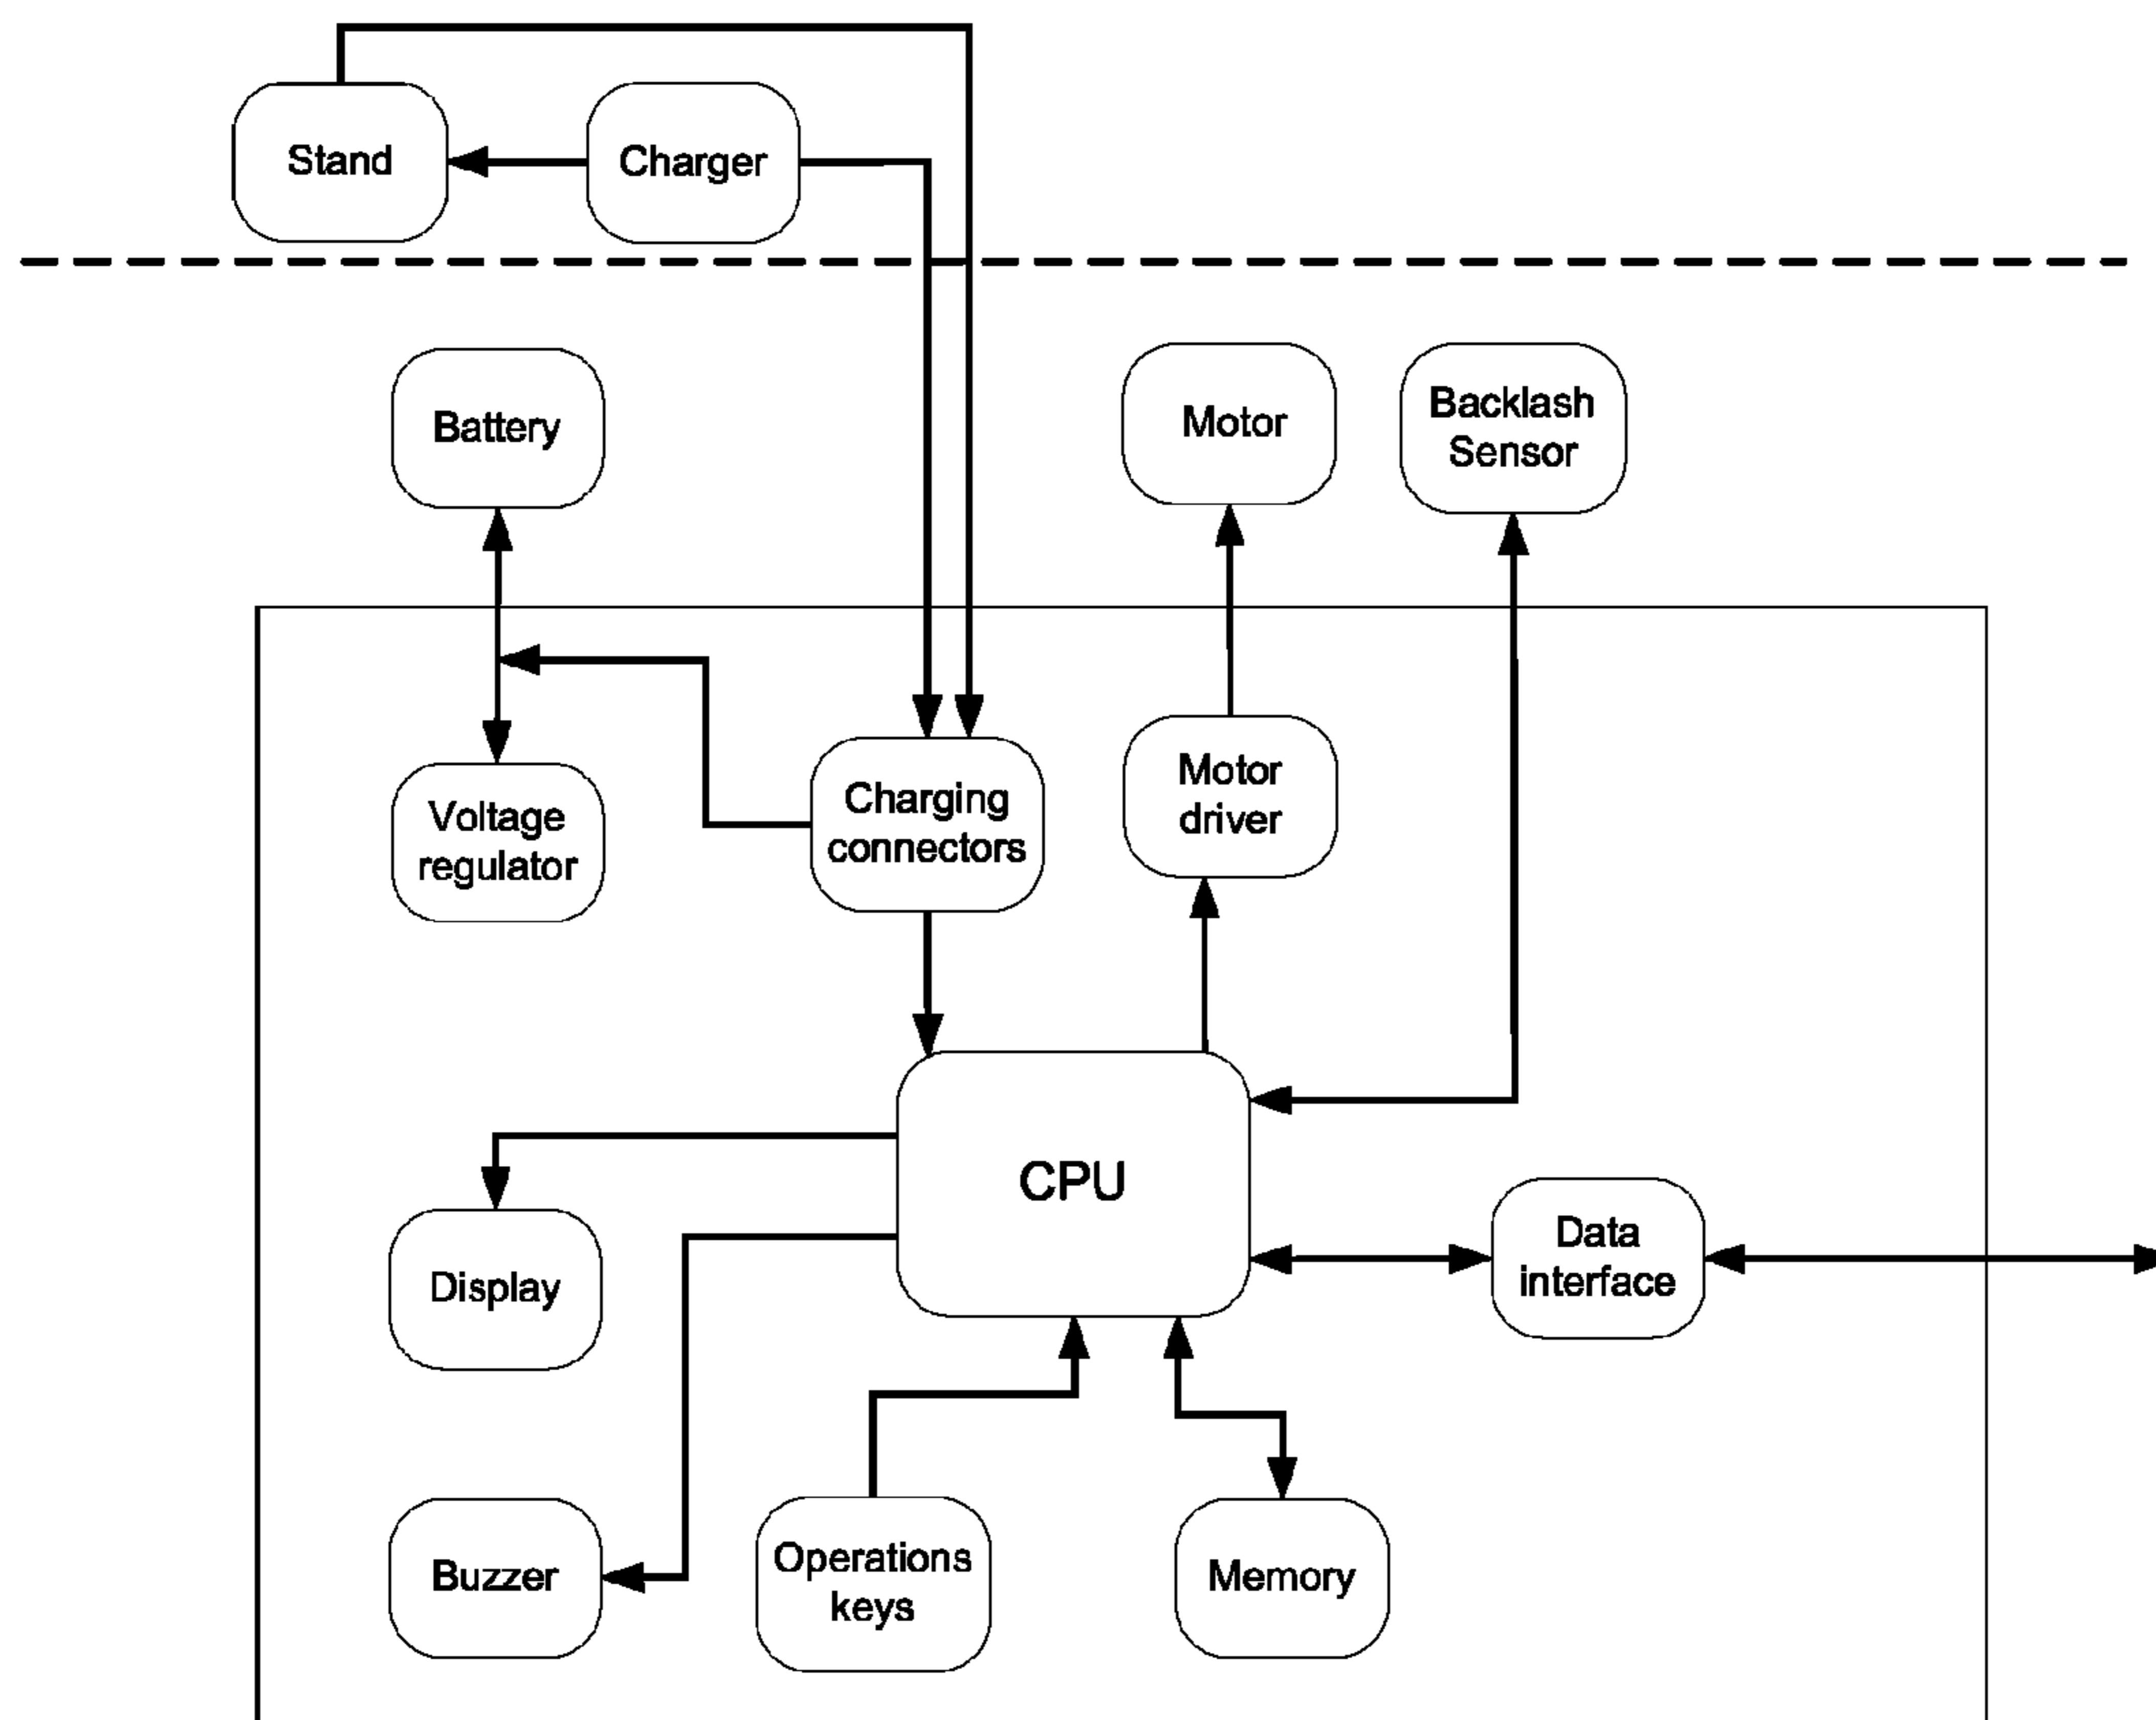 Stand
Charger
Battery
Motor
Backlash
Sensor
Voltage
regulator
Charging
connectors
Motor
driver
CPU
Display
Data
interface
Buzzer
Operations
keys
Memory